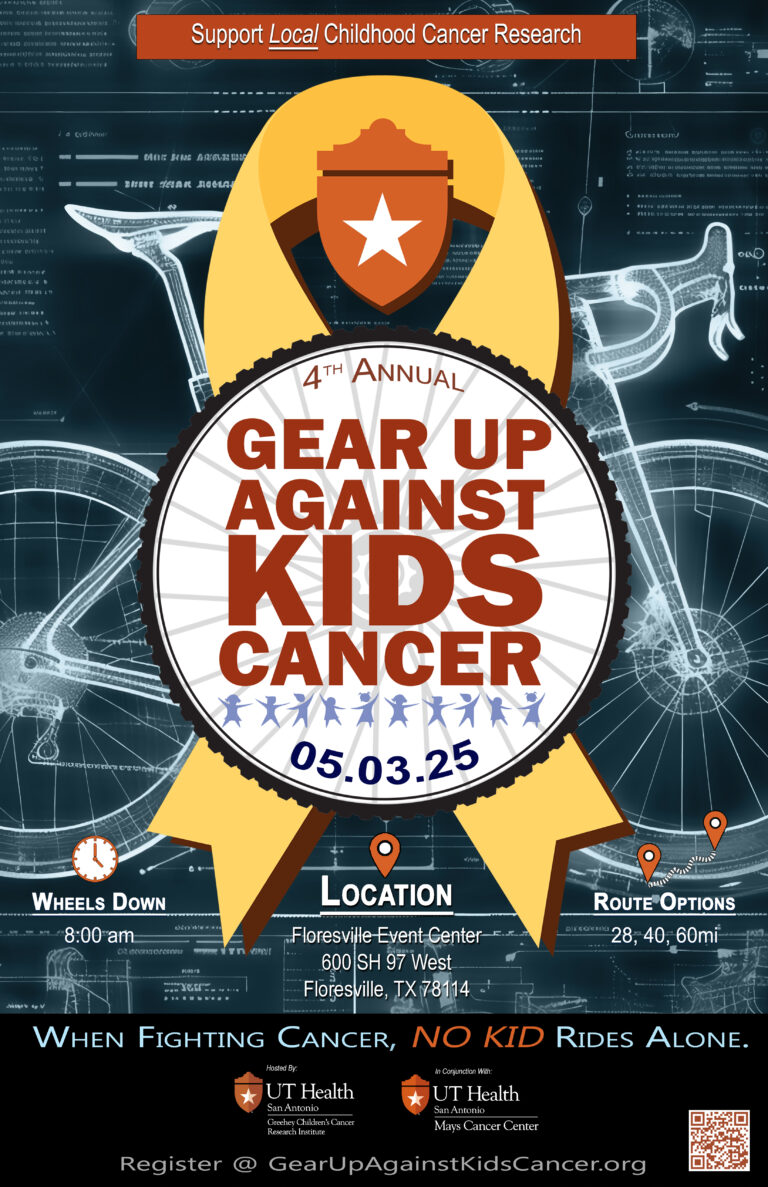 Support Local Childhood Cancer Research
4TH ANNUAL
GEAR UP
AGAINST
KIDS
CANCER
05.03.25
WHEELS DOWN
8:00 am
LOCATION
Floresville Event Center
600 SH 97 West
Floresville, TX 78114
ROUTE OPTIONS
28, 40, 60mi
WHEN FIGHTING CANCER, NO KID RIDES ALONE.
Hosted By:
UT Health
San Antonio
Greehey Children's Cancer
Research Institute
In Conjunction With:
UT Health
San Antonio
Mays Cancer Center
Register @ GearUpAgainstKidsCancer.org